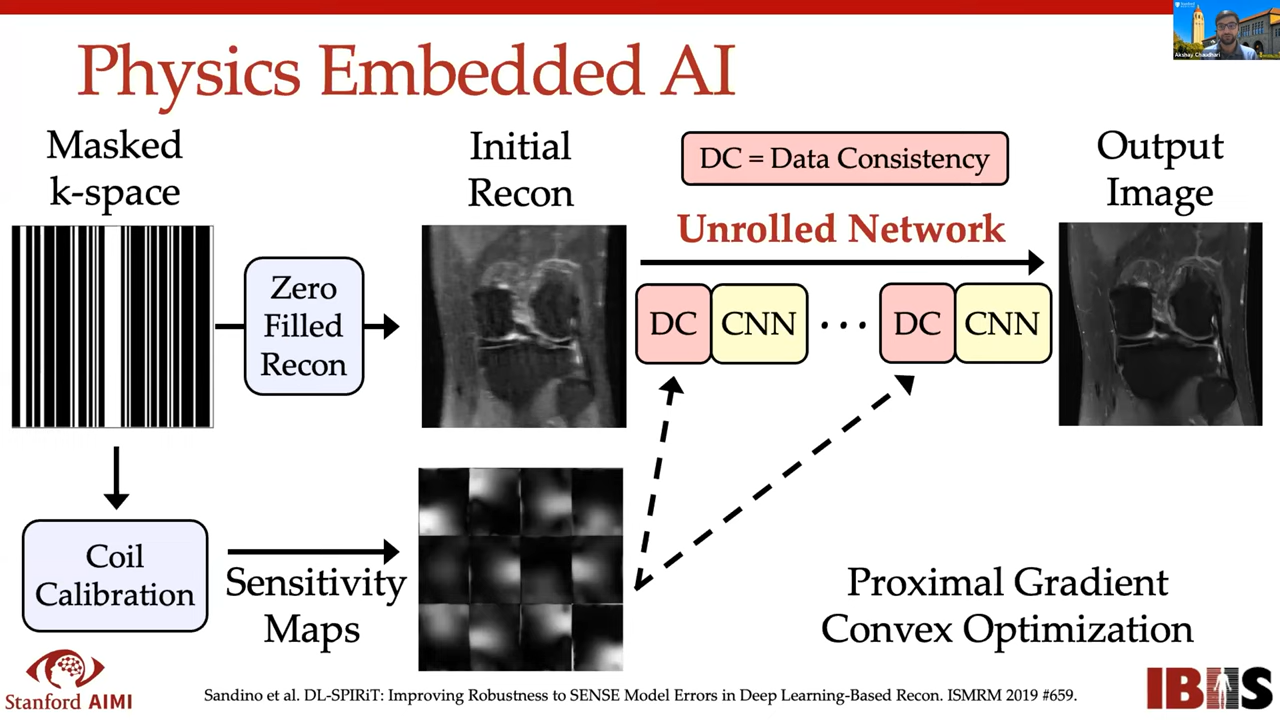 Physics Embedded AI
Masked
k-space
Zero
Filled
Recon
Initial
Recon
DC = Data Consistency
Unrolled Network
DC
CNN
...
DC
CNN
Output
Image
Coil
Calibration
Sensitivity
Maps
Proximal Gradient
Convex Optimization
Stanford AIMI
Sandino et al. DL-SPIRiT: Improving Robustness to SENSE Model Errors in Deep Learning-Based Recon. ISMRM 2019 #659.
Akshay Chaudhari